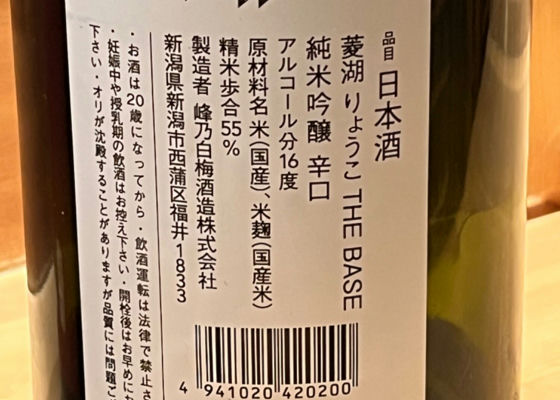 品目 日本酒
菱湖 りょうこ THE BASE
純米吟醸 辛口
アルコール分16度
原材料名 米(国産)、米麹(国産米)
精米歩合55%
製造者 峰乃白梅酒造株式会社
新潟県新潟市西蒲区福井1833
・お酒は20歳になってから・飲酒運転は法律で禁止さ
・妊娠中や授乳期の飲酒はお控え下さい・開栓後はお早めにお
下さい・オリが沈殿することがありますが品質には問題ご
4 941020 420200